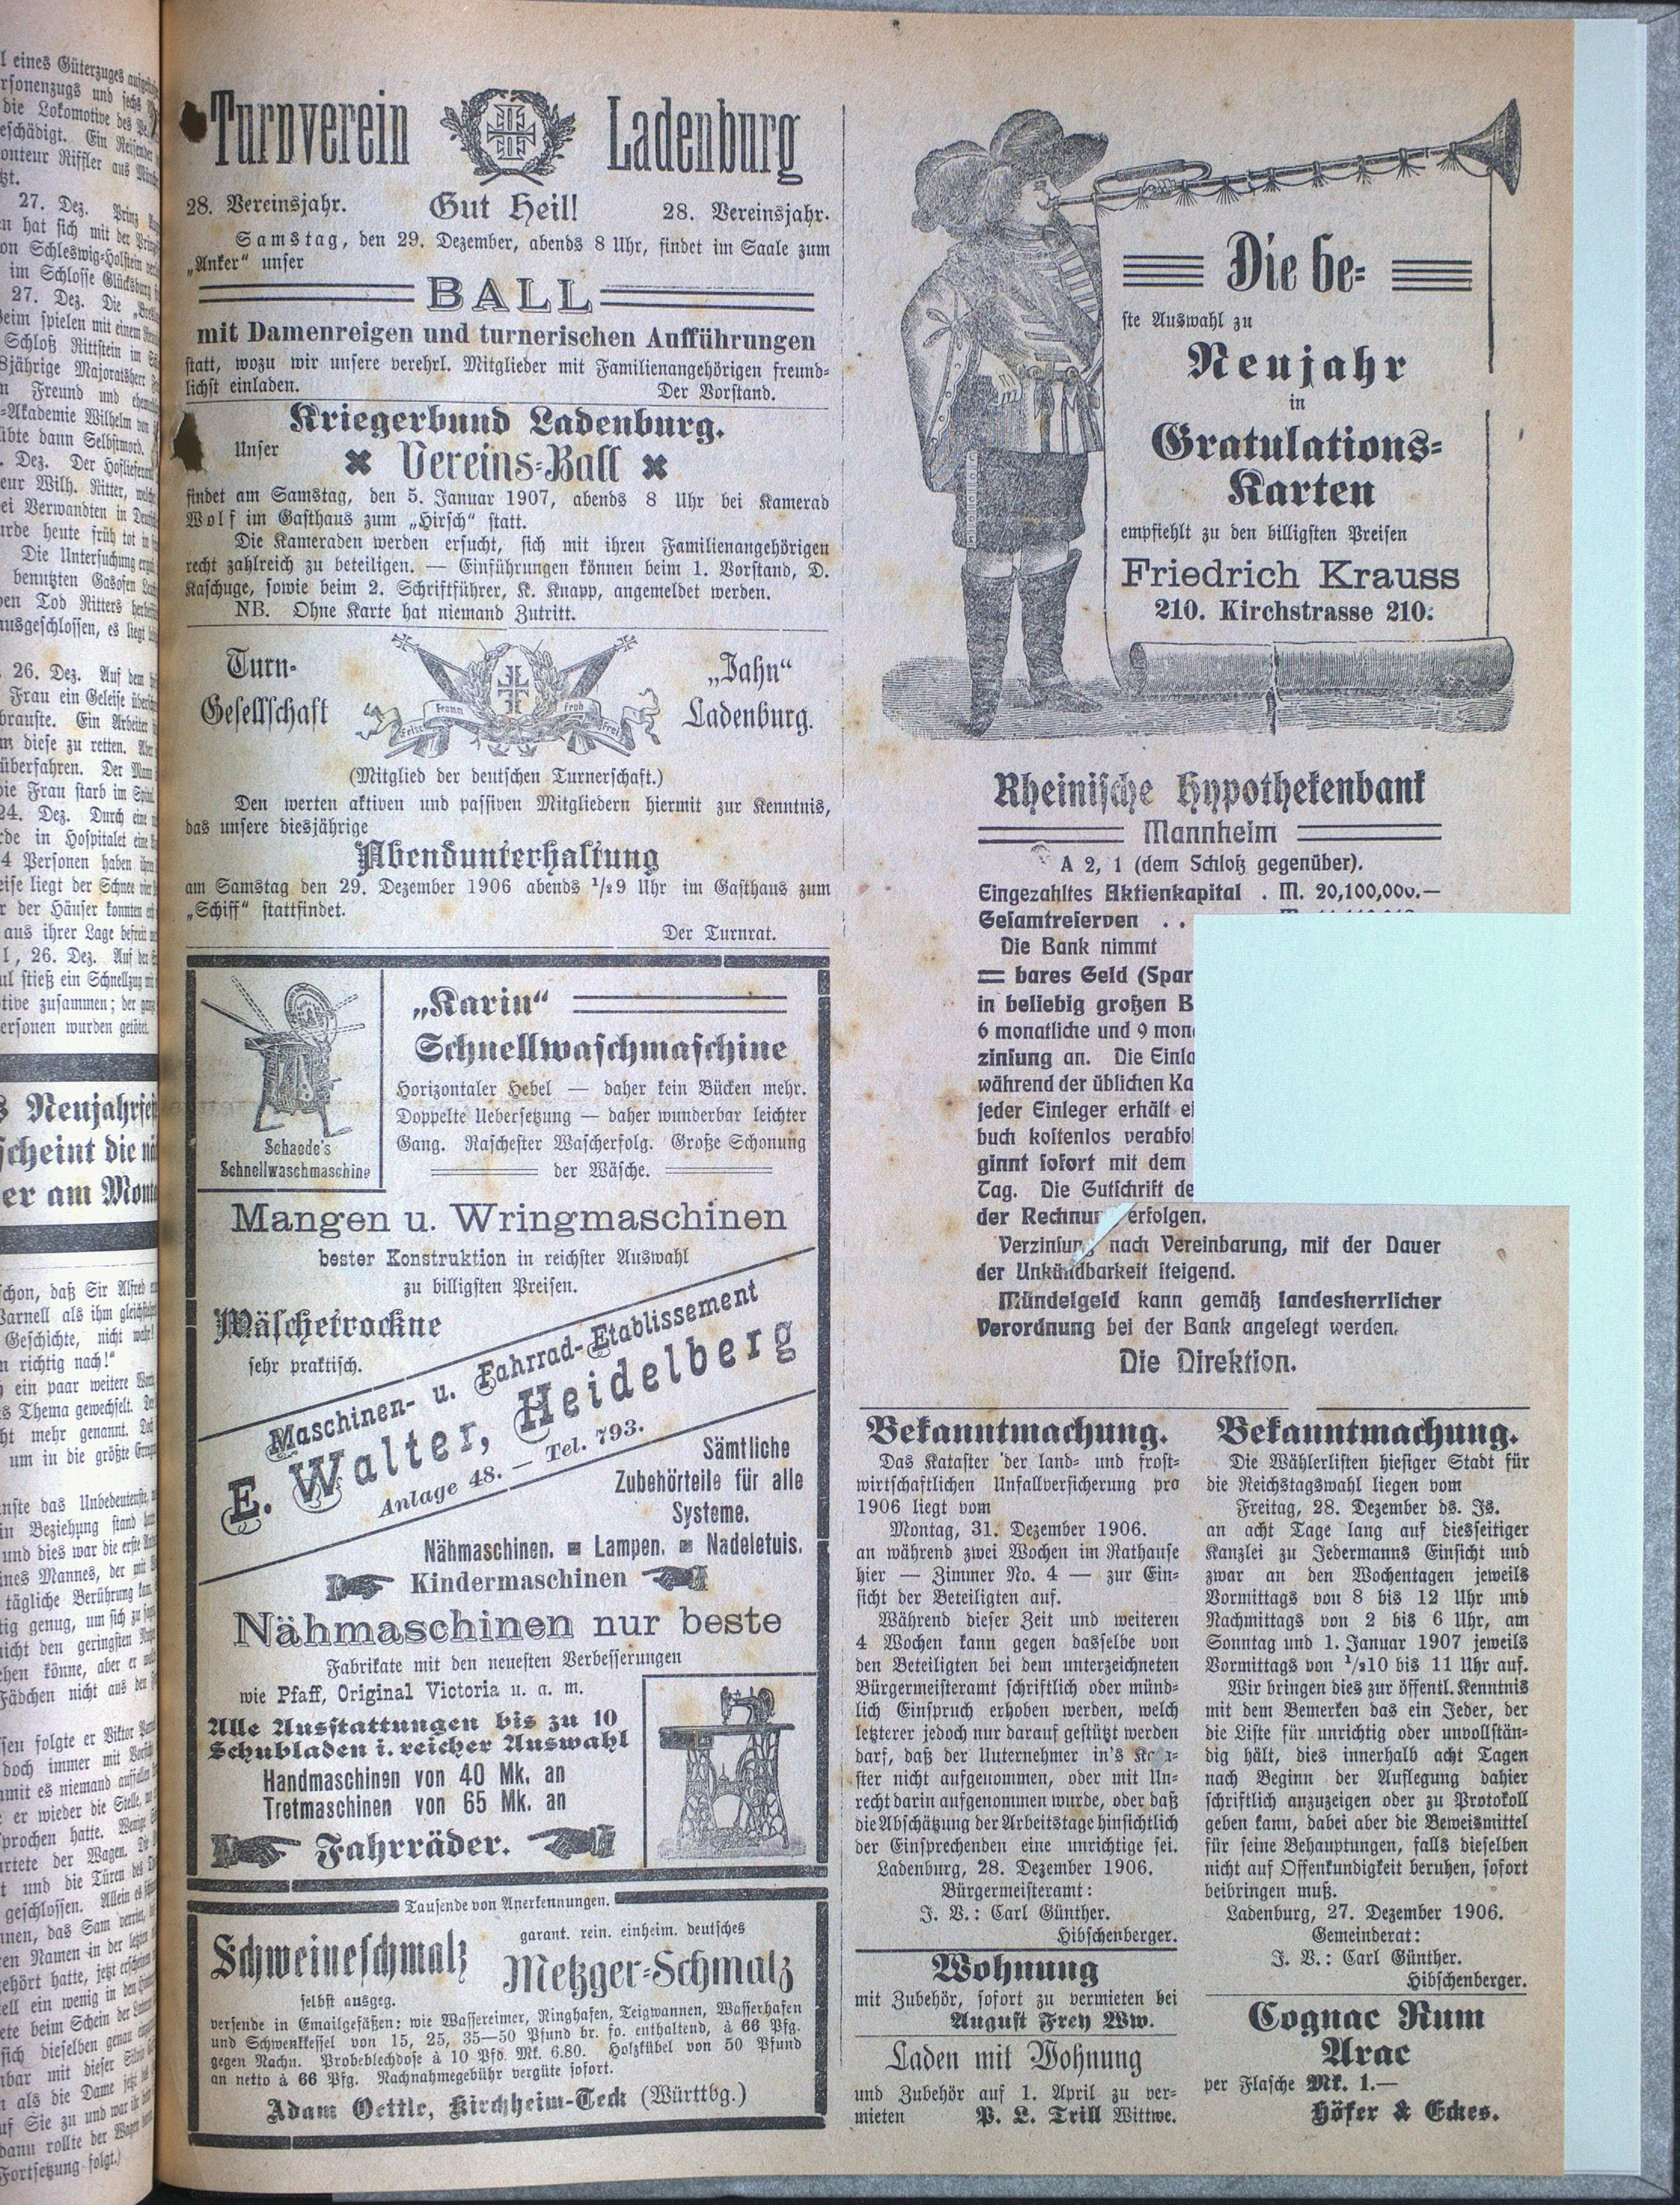 Turnverein Ladenburg
28. Vereinsjahr. Gut Heil! 28. Vereinsjahr.
Samstag, den 29. Dezember, abends 8 Uhr, findet im Saale zum
„Anker“ unser
BALL
mit Damenreigen und turnerischen Aufführungen
statt, wozu wir unsere verehrl. Mitglieder mit Familienangehörigen freund-
lichst einladen. Der Vorstand.
Kriegerbund Ladenburg.
Unser
Vereins-Ball
findet am Samstag, den 5. Januar 1907, abends 8 Uhr bei Kamerad
Wolf im Gasthaus zum „Hirsch“ statt.
Die Kameraden werden ersucht, sich mit ihren Familienangehörigen
recht zahlreich zu beteiligen. — Einführungen können beim 1. Vorstand, D.
Kaschuge, sowie beim 2. Schriftführer, K. Knapp, angemeldet werden.
NB. Ohne Karte hat niemand Zutritt.
Turn- „Jahn“
Gesellschaft Ladenburg.
Frisch Fromm Froh Frei
(Mitglied der deutschen Turnerschaft.)
Den werten aktiven und passiven Mitgliedern hiermit zur Kenntnis,
das unsere diesjährige
Abendunterhaltung
am Samstag den 29. Dezember 1906 abends 1/29 Uhr im Gasthaus zum
„Schiff“ stattfindet.
Der Turnrat.
„Karin“
Schnellwaschmaschine
Horizontaler Hebel — daher kein Bücken mehr.
Doppelte Uebersetzung — daher wunderbar leichter
Gang. Raschester Wascherfolg. Große Schonung
der Wäsche.
Schaede's
Schnellwaschmaschine
Mangen u. Wringmaschinen
bester Konstruktion in reichster Auswahl
zu billigsten Preisen.
Wäschetrockne
sehr praktisch.
Maschinen- u. Fahrrad-Etablissement
E. Walter, Heidelberg
Anlage 48. — Tel. 793.
Sämtliche
Zubehörteile für alle
Systeme.
Nähmaschinen. Lampen. Nadeletuis.
Kindermaschinen
Nähmaschinen nur beste
Fabrikate mit den neuesten Verbesserungen
wie Pfaff, Original Victoria u. a. m.
Alle Ausstattungen bis zu 10
Schubladen i. reicher Auswahl
Handmaschinen von 40 Mk. an
Tretmaschinen von 65 Mk. an
Fahrräder.
Tausende von Anerkennungen.
Schweineschmalz garant. rein. einheim. deutsches
Metzger-Schmalz
selbst ausgeg.
versende in Emailgefäßen: wie Wassereimer, Ringhafen, Teigwannen, Wasserhafen
und Schwenkkessel von 15, 25, 35—50 Pfund br. fo. enthaltend, à 66 Pfg.
gegen Nachn. Probeblechdose à 10 Pfd. Mk. 6.80. Holzkübel von 50 Pfund
an netto à 66 Pfg. Nachnahmegebühr vergüte sofort.
Adam Oettle, Kirchheim-Teck (Württbg.)
Die be-
ste Auswahl zu
Neujahr
in
Gratulations-
Karten
empfiehlt zu den billigsten Preisen
Friedrich Krauss
210. Kirchstrasse 210.
Rheinische Hypothekenbank
Mannheim
A 2, 1 (dem Schloß gegenüber).
Eingezahltes Aktienkapital . M. 20,100,000.—
Gesamtreserven . .
Die Bank nimmt
bares Geld (Spar
in beliebig großen B
6 monatliche und 9 mon
zinsung an. Die Einla
während der üblichen Ka
jeder Einleger erhält ei
buch kostenlos verabfol
ginnt sofort mit dem
Tag. Die Gutschrift de
der Rechnung erfolgen.
Verzinsung nach Vereinbarung, mit der Dauer
der Unkündbarkeit steigend.
Mündelgeld kann gemäß landesherrlicher
Verordnung bei der Bank angelegt werden.
Die Direktion.
Bekanntmachung.
Das Kataster der land- und forst-
wirtschaftlichen Unfallversicherung pro
1906 liegt vom
Montag, 31. Dezember 1906.
an während zwei Wochen im Rathause
hier — Zimmer No. 4 — zur Ein-
sicht der Beteiligten auf.
Während dieser Zeit und weiteren
4 Wochen kann gegen dasselbe von
den Beteiligten bei dem unterzeichneten
Bürgermeisteramt schriftlich oder münd-
lich Einspruch erhoben werden, welch
letzterer jedoch nur darauf gestützt werden
darf, daß der Unternehmer in's Kata-
ster nicht aufgenommen, oder mit Un-
recht darin aufgenommen wurde, oder daß
die Abschätzung der Arbeitstage hinsichtlich
der Einsprechenden eine unrichtige sei.
Ladenburg, 28. Dezember 1906.
Bürgermeisteramt:
J. V.: Carl Günther.
Hibschenberger.
Wohnung
mit Zubehör, sofort zu vermieten bei
August Frey Ww.
Laden mit Wohnung
und Zubehör auf 1. April zu ver-
mieten P. L. Trill Wittwe.
Bekanntmachung.
Die Wählerlisten hiesiger Stadt für
die Reichstagswahl liegen vom
Freitag, 28. Dezember ds. Js.
an acht Tage lang auf diesseitiger
Kanzlei zu Jedermanns Einsicht und
zwar an den Wochentagen jeweils
Vormittags von 8 bis 12 Uhr und
Nachmittags von 2 bis 6 Uhr, am
Sonntag und 1. Januar 1907 jeweils
Vormittags von 1/210 bis 11 Uhr auf.
Wir bringen dies zur öffentl. Kenntnis
mit dem Bemerken das ein Jeder, der
die Liste für unrichtig oder unvollstän-
dig hält, dies innerhalb acht Tagen
nach Beginn der Auflegung dahier
schriftlich anzuzeigen oder zu Protokoll
geben kann, dabei aber die Beweismittel
für seine Behauptungen, falls dieselben
nicht auf Offenkundigkeit beruhen, sofort
beibringen muß.
Ladenburg, 27. Dezember 1906.
Gemeinderat:
J. V.: Carl Günther.
Hibschenberger.
Cognac Rum
Arac
per Flasche Mk. 1.—
Höfer & Eckes.